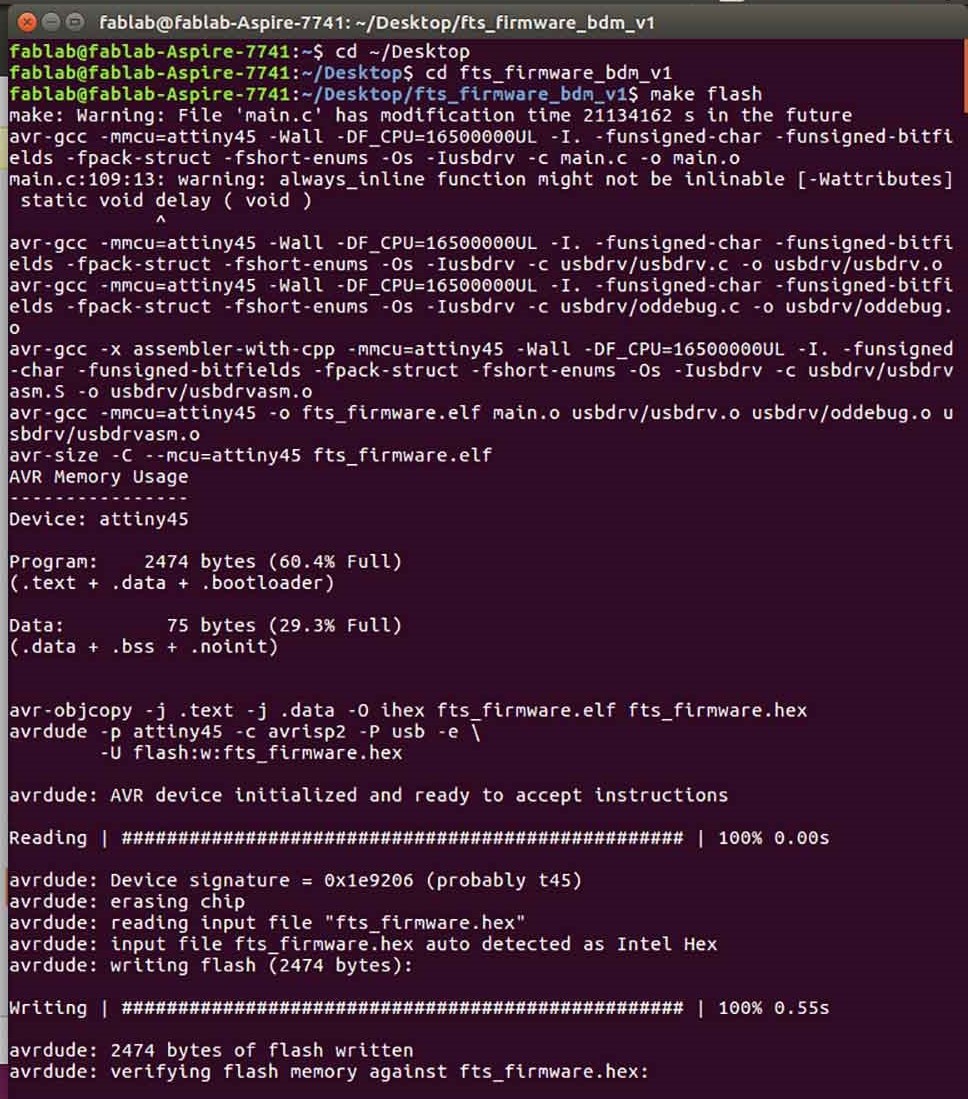 fablab@fablab-Aspire-7741: ~/Desktop/fts_firmware_bdm_v1
fablab@fablab-Aspire-7741:~$ cd ~/Desktop
fablab@fablab-Aspire-7741:~/Desktop$ cd fts_firmware_bdm_v1
fablab@fablab-Aspire-7741:~/Desktop/fts_firmware_bdm_v1$ make flash
make: Warning: File 'main.c' has modification time 21134162 s in the future
avr-gcc -mmcu=attiny45 -Wall -DF_CPU=16500000UL -I. -funsigned-char -funsigned-bitfi
elds -fpack-struct -fshort-enums -Os -Iusbdrv -c main.c -o main.o
main.c:109:13: warning: always_inline function might not be inlinable [-Wattributes]
 static void delay ( void )
             ^
avr-gcc -mmcu=attiny45 -Wall -DF_CPU=16500000UL -I. -funsigned-char -funsigned-bitfi
elds -fpack-struct -fshort-enums -Os -Iusbdrv -c usbdrv/usbdrv.c -o usbdrv/usbdrv.o
avr-gcc -mmcu=attiny45 -Wall -DF_CPU=16500000UL -I. -funsigned-char -funsigned-bitfi
elds -fpack-struct -fshort-enums -Os -Iusbdrv -c usbdrv/oddebug.c -o usbdrv/oddebug.
o
avr-gcc -x assembler-with-cpp -mmcu=attiny45 -Wall -DF_CPU=16500000UL -I. -funsigned
-char -funsigned-bitfields -fpack-struct -fshort-enums -Os -Iusbdrv -c usbdrv/usbdrv
asm.S -o usbdrv/usbdrvasm.o
avr-gcc -mmcu=attiny45 -o fts_firmware.elf main.o usbdrv/usbdrv.o usbdrv/oddebug.o u
sbdrv/usbdrvasm.o
avr-size -C --mcu=attiny45 fts_firmware.elf
AVR Memory Usage
----------------
Device: attiny45
Program:    2474 bytes (60.4% Full)
(.text + .data + .bootloader)
Data:         75 bytes (29.3% Full)
(.data + .bss + .noinit)
avr-objcopy -j .text -j .data -O ihex fts_firmware.elf fts_firmware.hex
avrdude -p attiny45 -c avrisp2 -P usb -e \
        -U flash:w:fts_firmware.hex
avrdude: AVR device initialized and ready to accept instructions
Reading | ################################################## | 100% 0.00s
avrdude: Device signature = 0x1e9206 (probably t45)
avrdude: erasing chip
avrdude: reading input file "fts_firmware.hex"
avrdude: input file fts_firmware.hex auto detected as Intel Hex
avrdude: writing flash (2474 bytes):
Writing | ################################################## | 100% 0.55s
avrdude: 2474 bytes of flash written
avrdude: verifying flash memory against fts_firmware.hex: